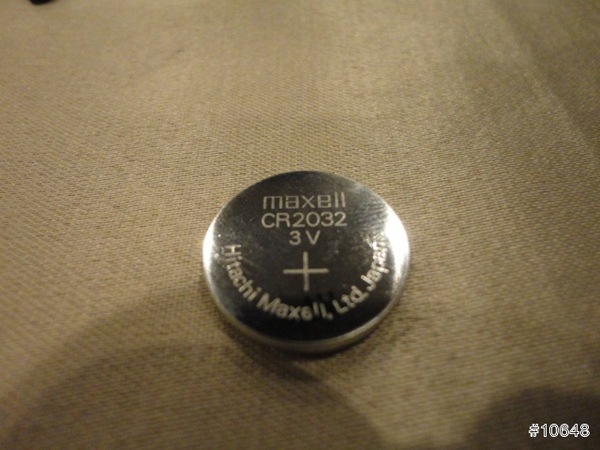 maxell
CR2032
3V
+
Hitachi Maxell, Ltd. Japan
#10648